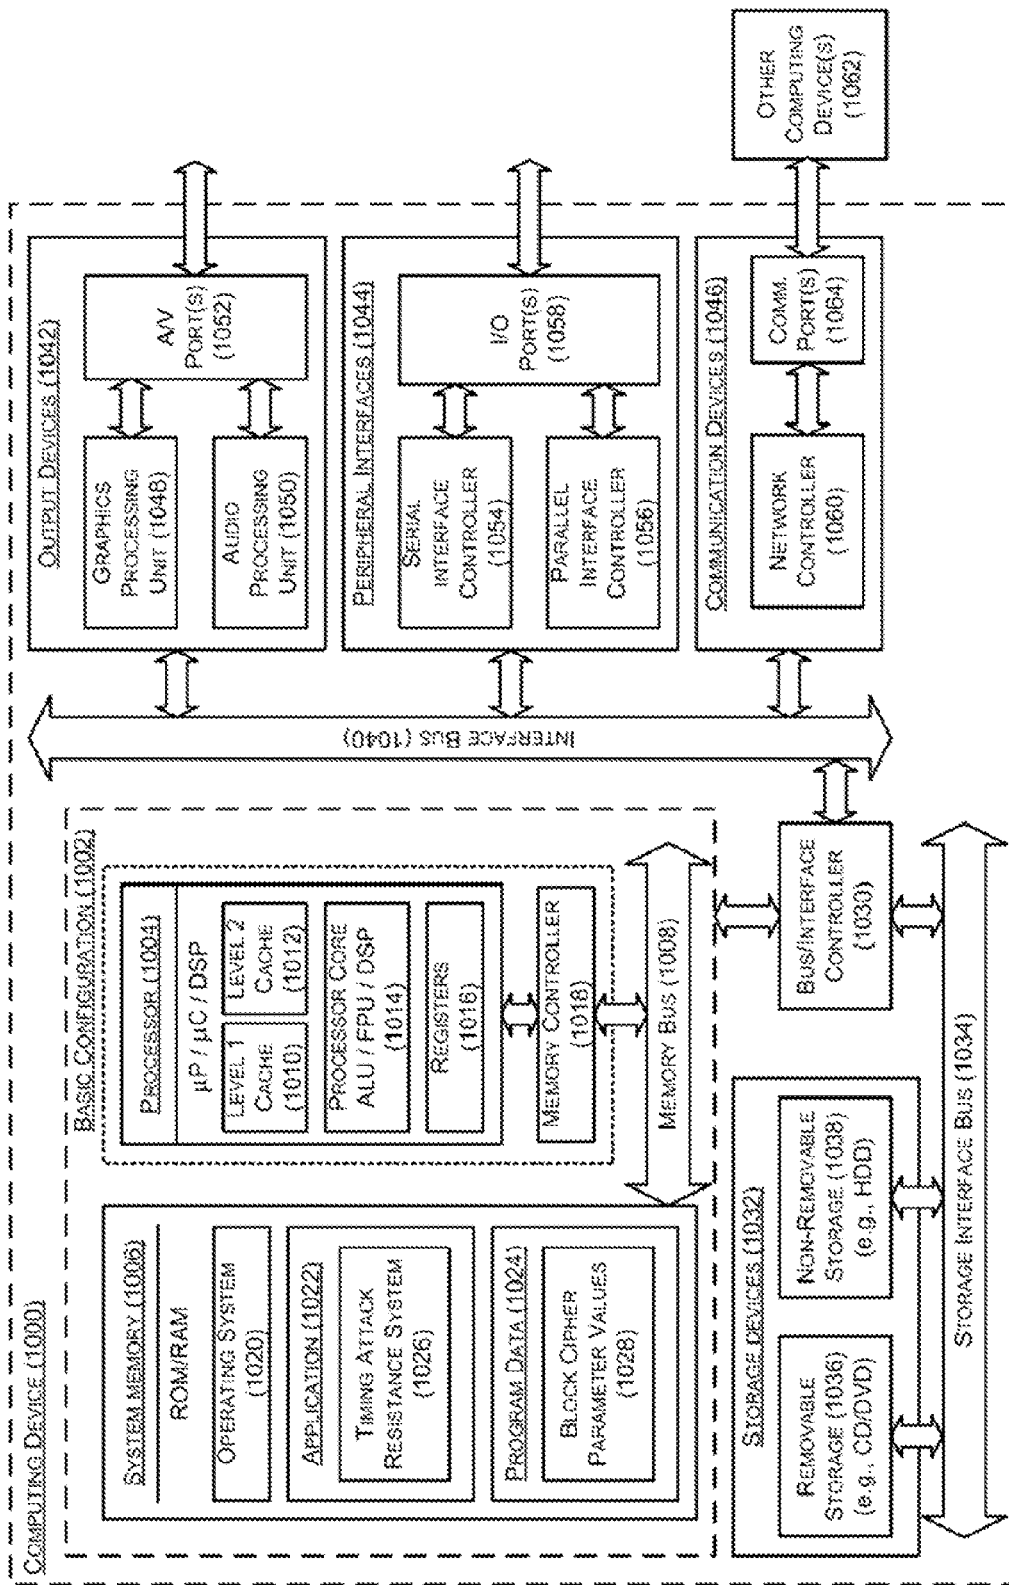 COMPUTING DEVICE (1000)
BASIC CONFIGURATION (1002)
SYSTEM MEMORY (1006)
ROM/RAM
OPERATING SYSTEM
(1020)
APPLICATION (1022)
TIMING ATTACK
RESISTANCE SYSTEM
(1026)
PROGRAM DATA (1024)
BLOCK CIPHER
PARAMETER VALUES
(1028)
PROCESSOR (1004)
µP / µC / DSP
LEVEL 1
CACHE
(1010)
LEVEL 2
CACHE
(1012)
PROCESSOR CORE
ALU / FPU / DSP
(1014)
REGISTERS
(1016)
MEMORY CONTROLLER
(1018)
MEMORY BUS (1008)
STORAGE DEVICES (1032)
REMOVABLE
STORAGE (1036)
(e.g., CD/DVD)
NON-REMOVABLE
STORAGE (1038)
(e.g., HDD)
BUS/INTERFACE
CONTROLLER
(1030)
STORAGE INTERFACE BUS (1034)
INTERFACE BUS (1040)
OUTPUT DEVICES (1042)
GRAPHICS
PROCESSING
UNIT (1048)
AUDIO
PROCESSING
UNIT (1050)
A/V
PORT(S)
(1052)
PERIPHERAL INTERFACES (1044)
SERIAL
INTERFACE
CONTROLLER
(1054)
PARALLEL
INTERFACE
CONTROLLER
(1056)
I/O
PORT(S)
(1058)
COMMUNICATION DEVICES (1046)
NETWORK
CONTROLLER
(1060)
COMM.
PORT(S)
(1064)
OTHER
COMPUTING
DEVICE(S)
(1062)